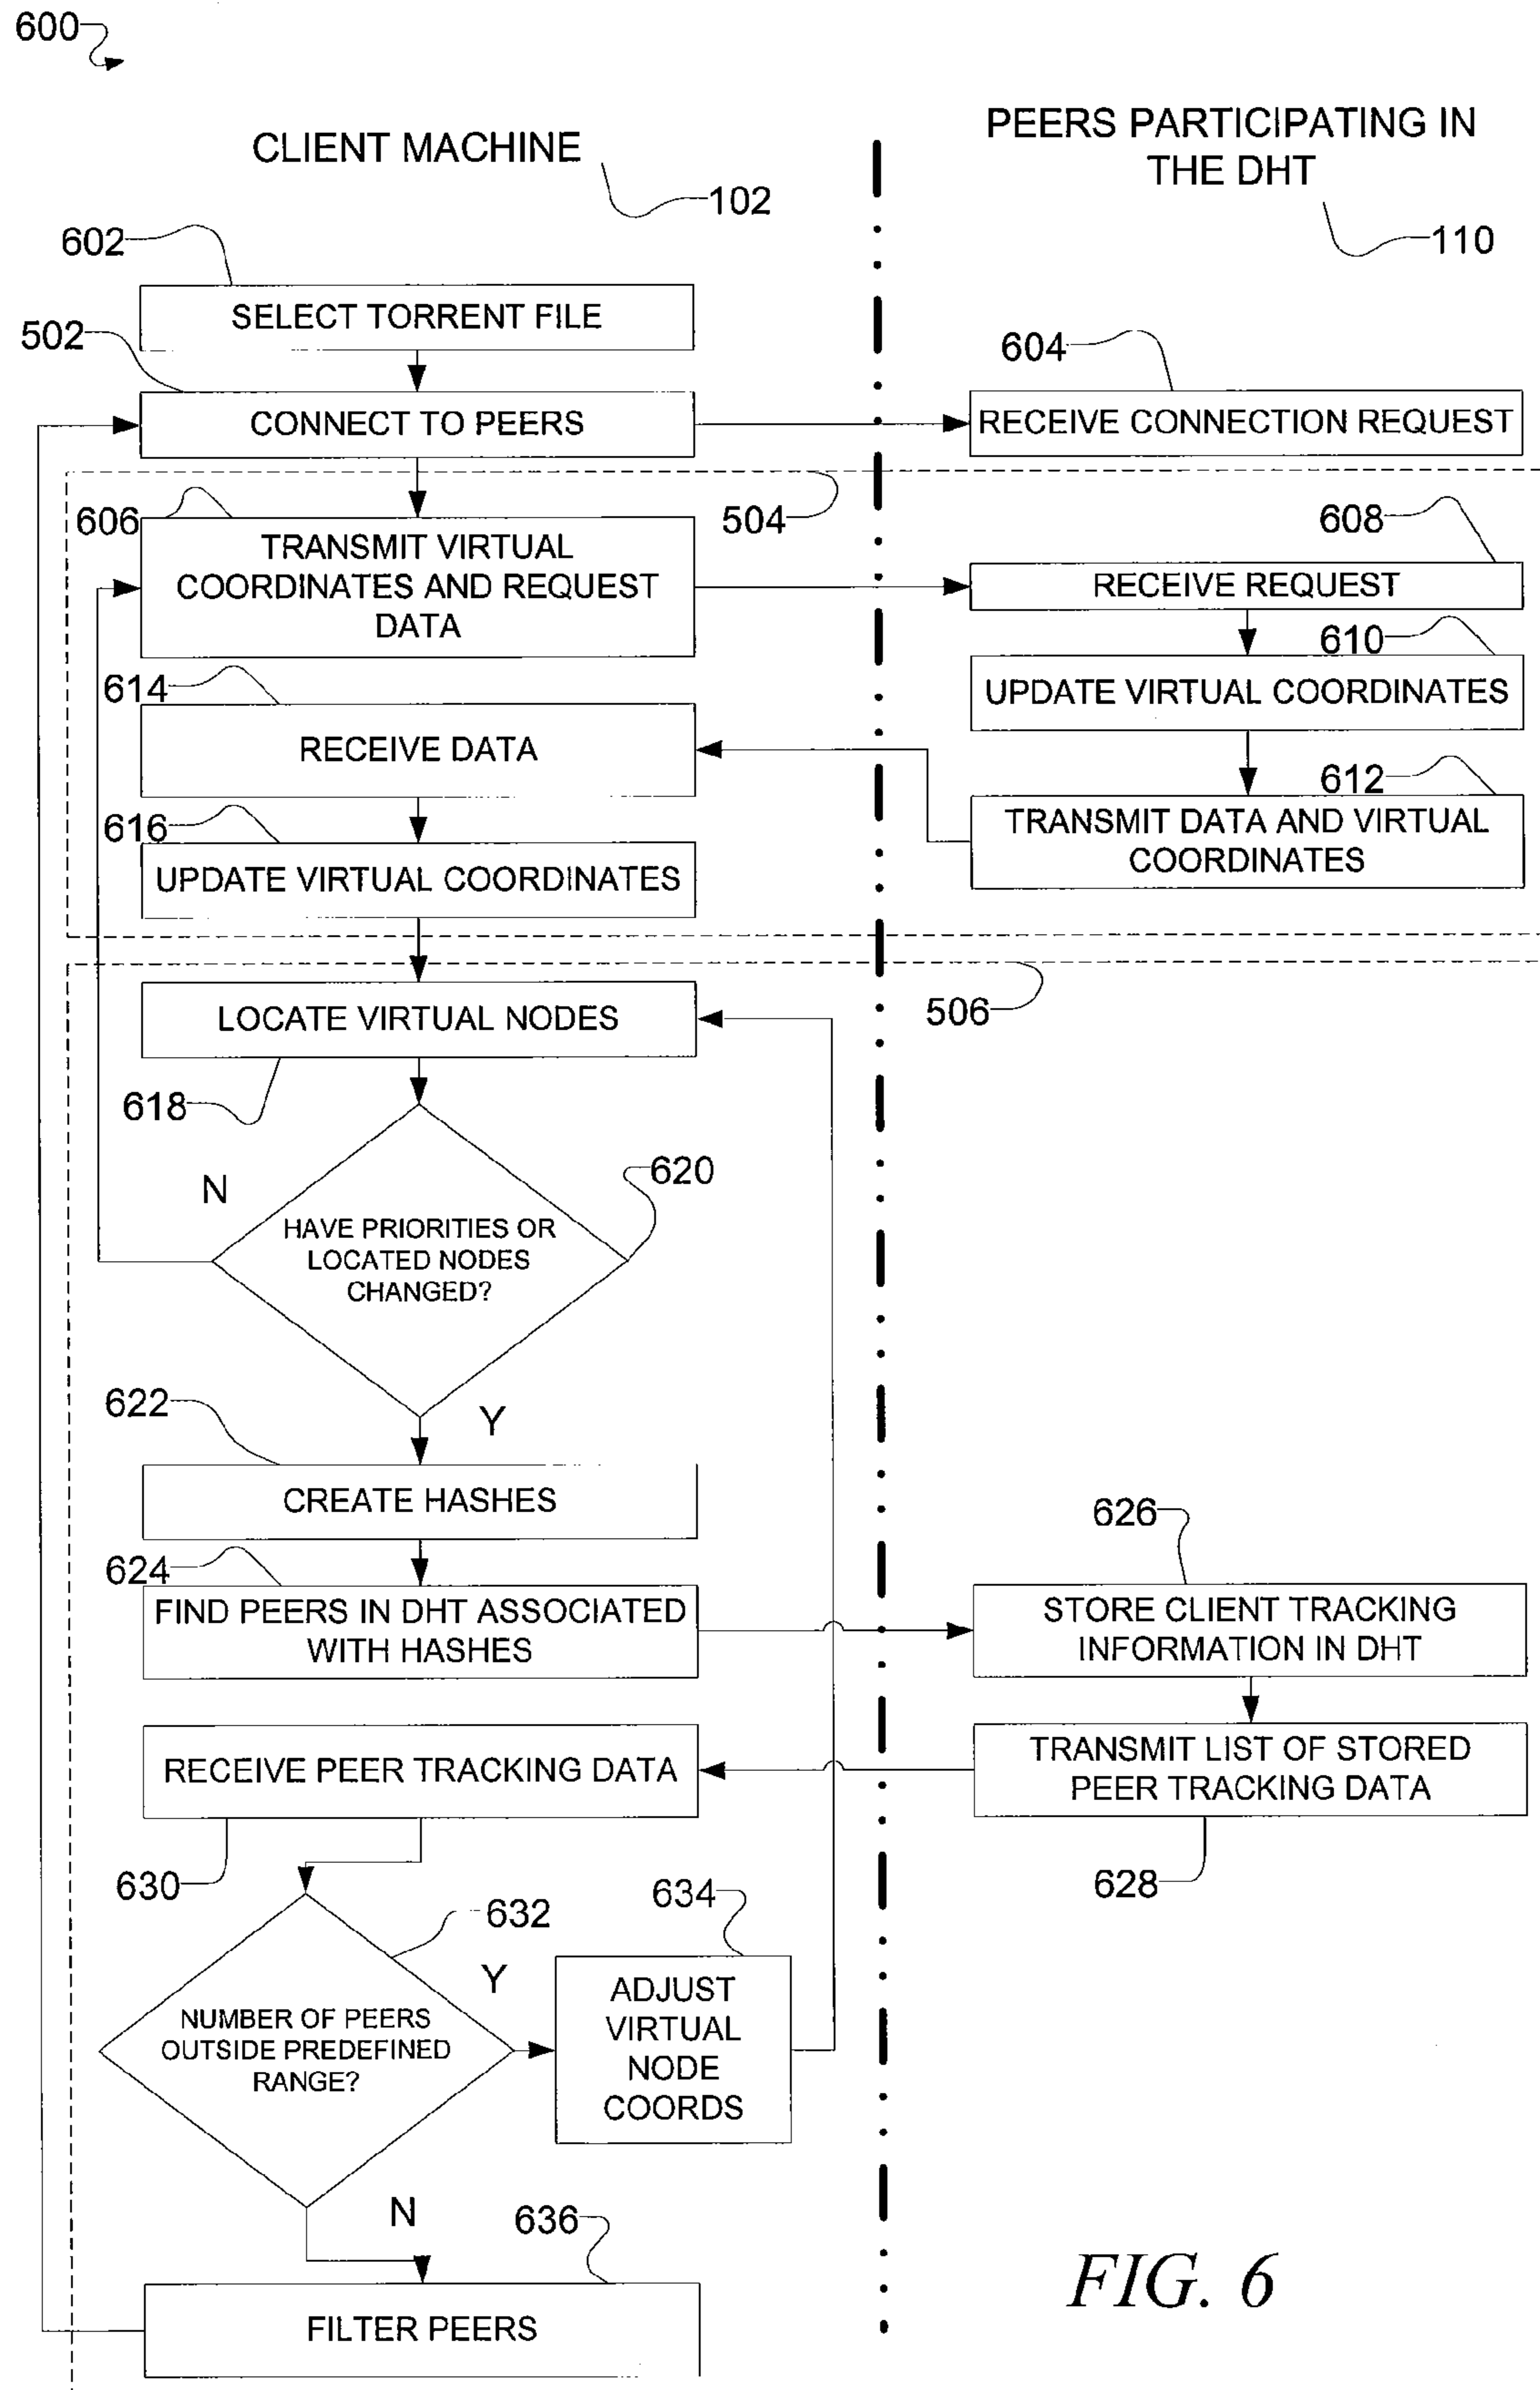 600
CLIENT MACHINE
102
PEERS PARTICIPATING IN
THE DHT
110
602
SELECT TORRENT FILE
502
CONNECT TO PEERS
604
RECEIVE CONNECTION REQUEST
504
606
TRANSMIT VIRTUAL
COORDINATES AND REQUEST
DATA
608
RECEIVE REQUEST
610
UPDATE VIRTUAL COORDINATES
612
TRANSMIT DATA AND VIRTUAL
COORDINATES
614
RECEIVE DATA
616
UPDATE VIRTUAL COORDINATES
506
LOCATE VIRTUAL NODES
618
N
620
HAVE PRIORITIES OR
LOCATED NODES
CHANGED?
Y
622
CREATE HASHES
624
FIND PEERS IN DHT ASSOCIATED
WITH HASHES
626
STORE CLIENT TRACKING
INFORMATION IN DHT
TRANSMIT LIST OF STORED
PEER TRACKING DATA
628
RECEIVE PEER TRACKING DATA
630
632
NUMBER OF PEERS
OUTSIDE PREDEFINED
RANGE?
Y
634
ADJUST
VIRTUAL
NODE
COORDS
N
636
FILTER PEERS
FIG. 6